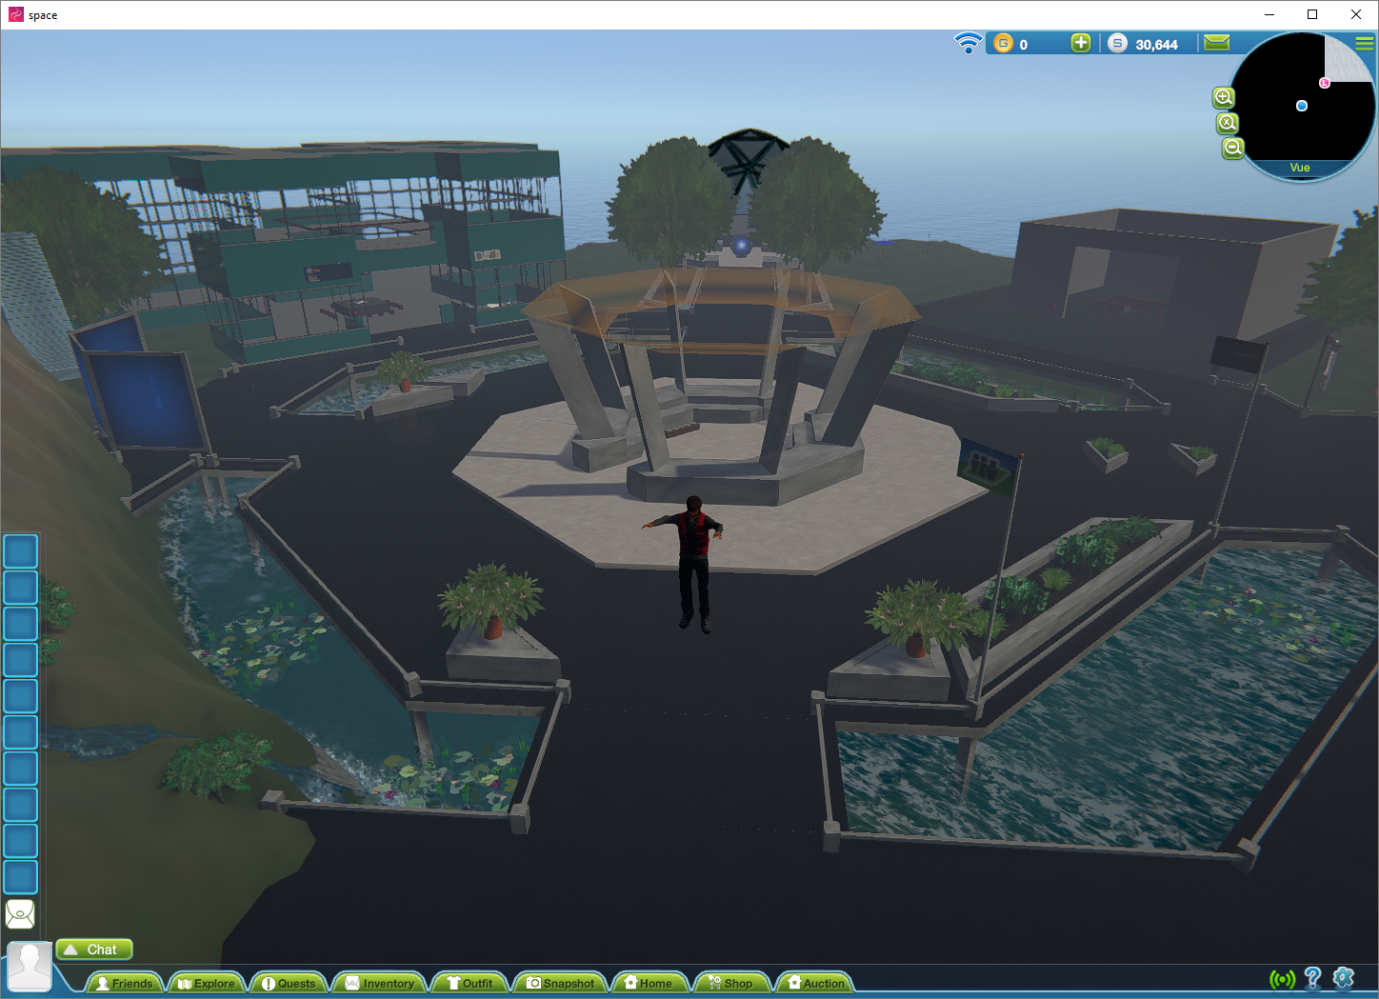 space
G 0
S 30,644
Vue
Chat
Friends
Explore
Quests
Inventory
Outfit
Snapshot
Home
Shop
Auction